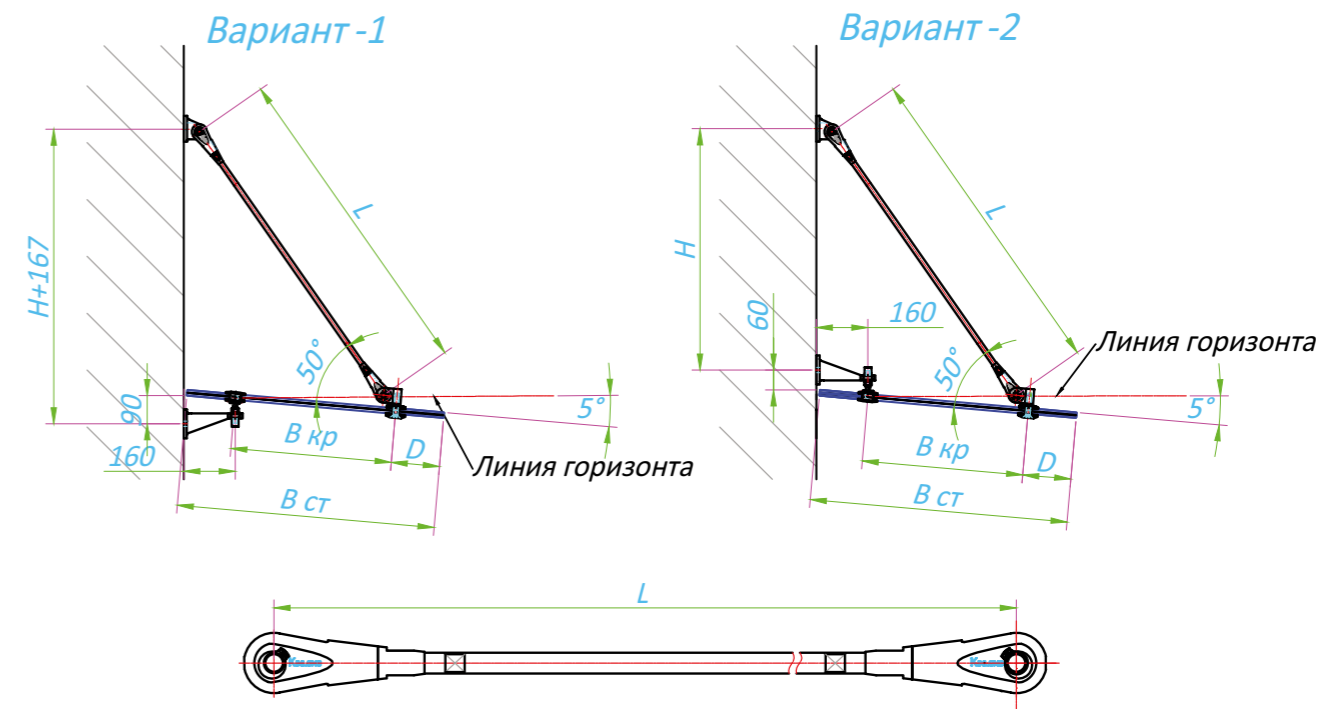 Вариант -1
Вариант -2
L
L
H+167
H
60
160
50°
50°
Линия горизонта
90
5°
5°
160
В кр
D
Линия горизонта
В кр
D
В ст
В ст
L